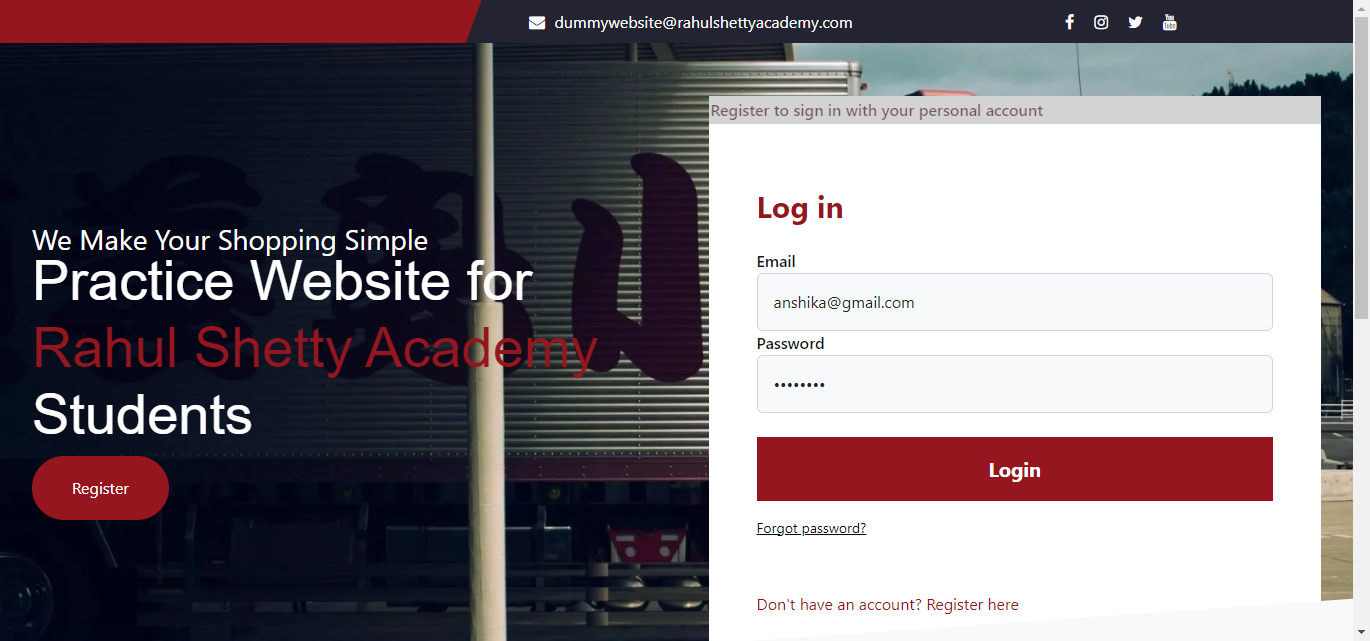 dummywebsite@rahulshettyacademy.com
Register to sign in with your personal account
We Make Your Shopping Simple
Practice Website for
Rahul Shetty Academy
Students
Register
Log in
Email
anshika@gmail.com
Password
••••••••
Login
Forgot password?
Don't have an account? Register here